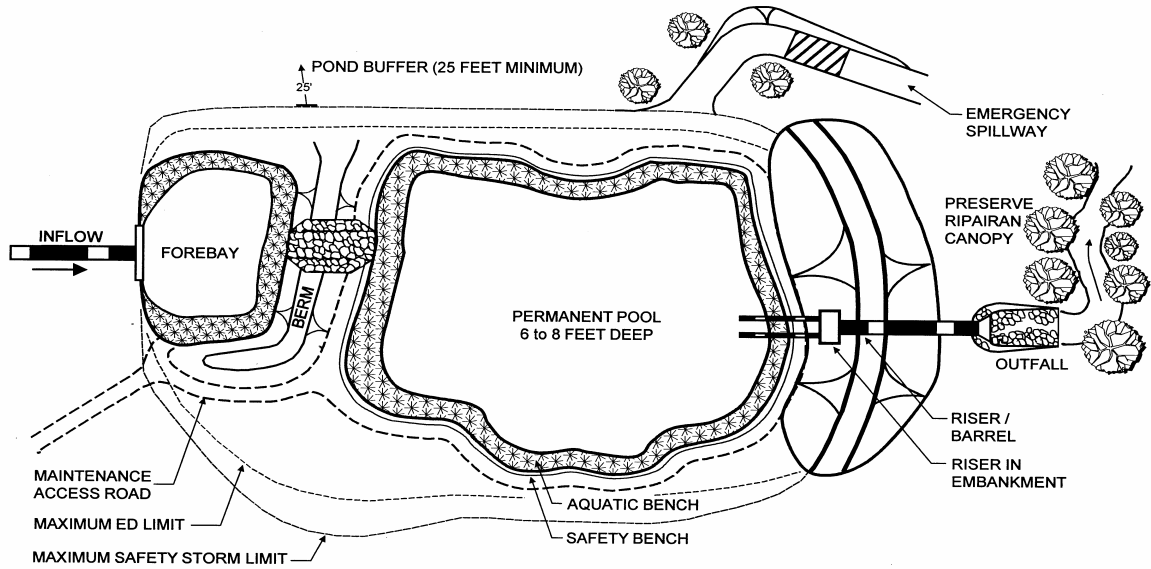 POND BUFFER (25 FEET MINIMUM)
25'
EMERGENCY
SPILLWAY
PRESERVE
RIPAIRAN
CANOPY
INFLOW
FOREBAY
BERM
PERMANENT POOL
6 to 8 FEET DEEP
OUTFALL
RISER /
BARREL
RISER IN
EMBANKMENT
MAINTENANCE
ACCESS ROAD
AQUATIC BENCH
MAXIMUM ED LIMIT
SAFETY BENCH
MAXIMUM SAFETY STORM LIMIT